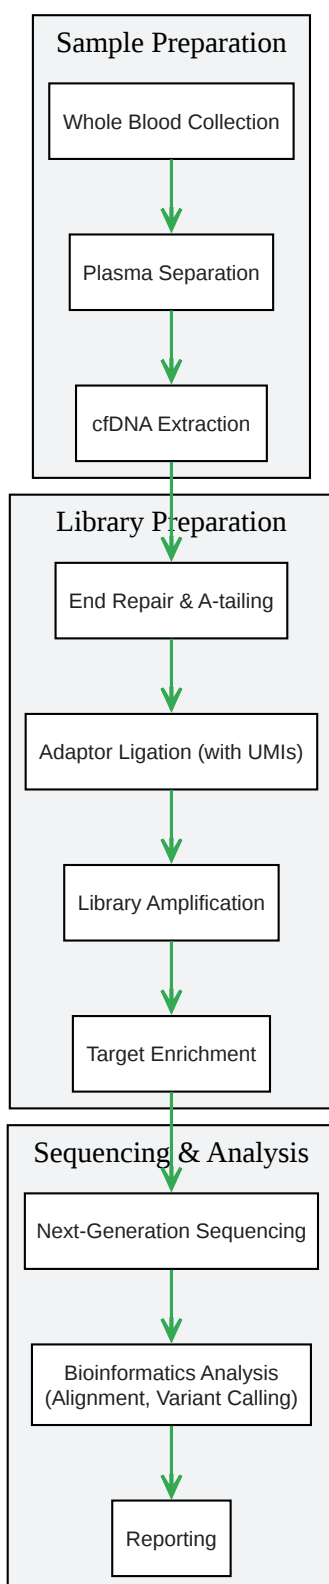 Sample Preparation
Whole Blood Collection
Plasma Separation
cfDNA Extraction
Library Preparation
End Repair & A-tailing
Adaptor Ligation (with UMIs)
Library Amplification
Target Enrichment
Sequencing & Analysis
Next-Generation Sequencing
Bioinformatics Analysis
(Alignment, Variant Calling)
Reporting